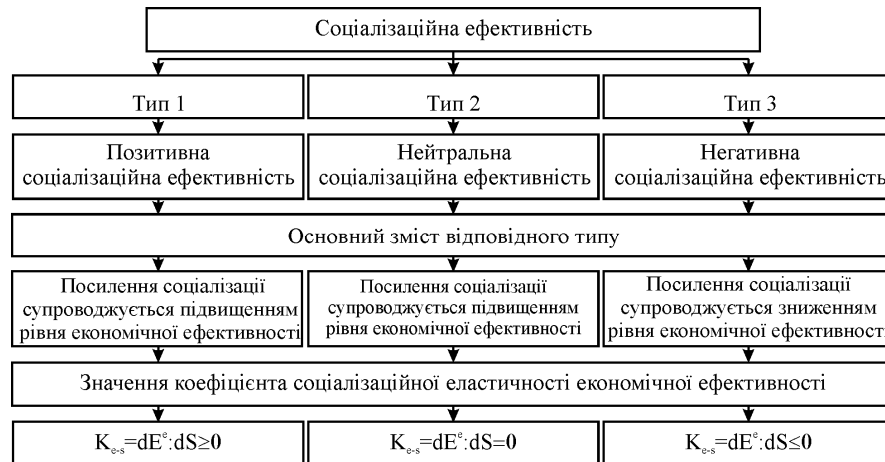 Соціалізаційна ефективність
Тип 1
Тип 2
Тип 3
Позитивна
соціалізаційна ефективність
Нейтральна
соціалізаційна ефективність
Негативна
соціалізаційна ефективність
Основний зміст відповідного типу
Посилення соціалізації
супроводжується підвищенням
рівня економічної ефективності
Посилення соціалізації
супроводжується підвищенням
рівня економічної ефективності
Посилення соціалізації
супроводжується зниженням
рівня економічної ефективності
Значення коефіцієнта соціалізаційної еластичності економічної ефективності
Kₑ₋ₛ=dEᵉ:dS≥0
Kₑ₋ₛ=dEᵉ:dS=0
Kₑ₋ₛ=dEᵉ:dS≤0